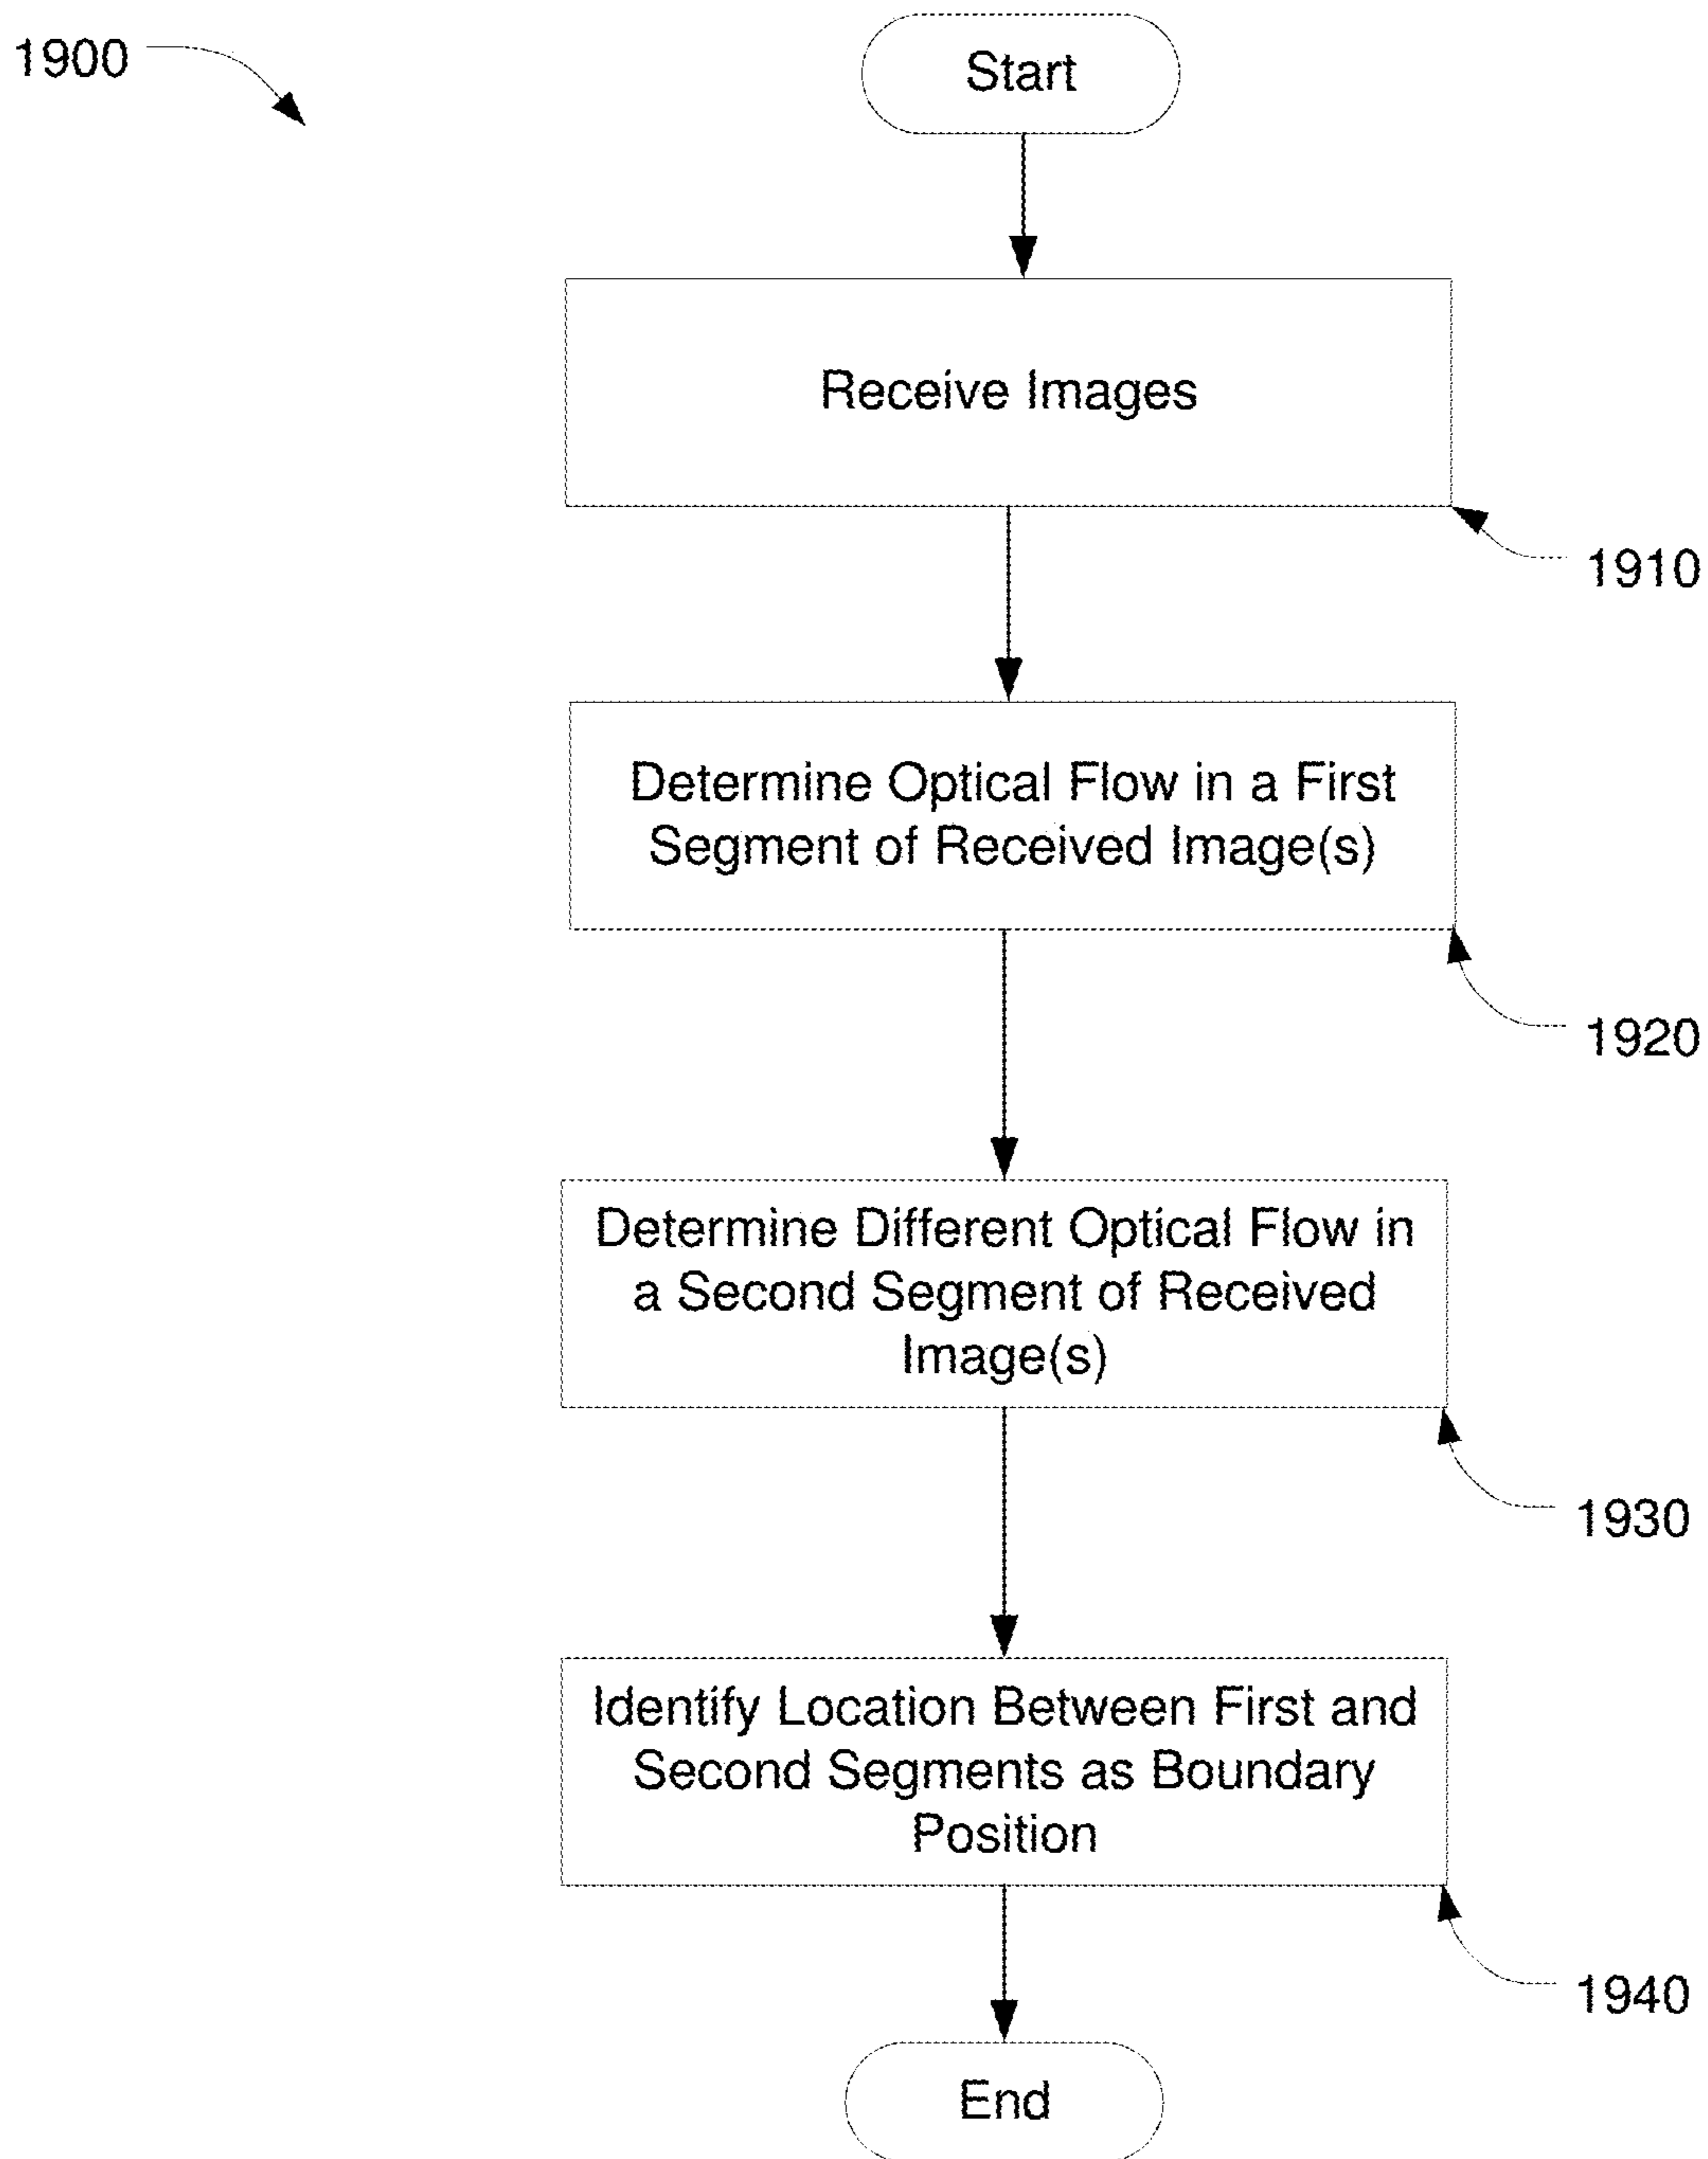 1900
Start
Receive Images
1910
Determine Optical Flow in a First
Segment of Received Image(s)
1920
Determine Different Optical Flow in
a Second Segment of Received
Image(s)
1930
Identify Location Between First and
Second Segments as Boundary
Position
1940
End